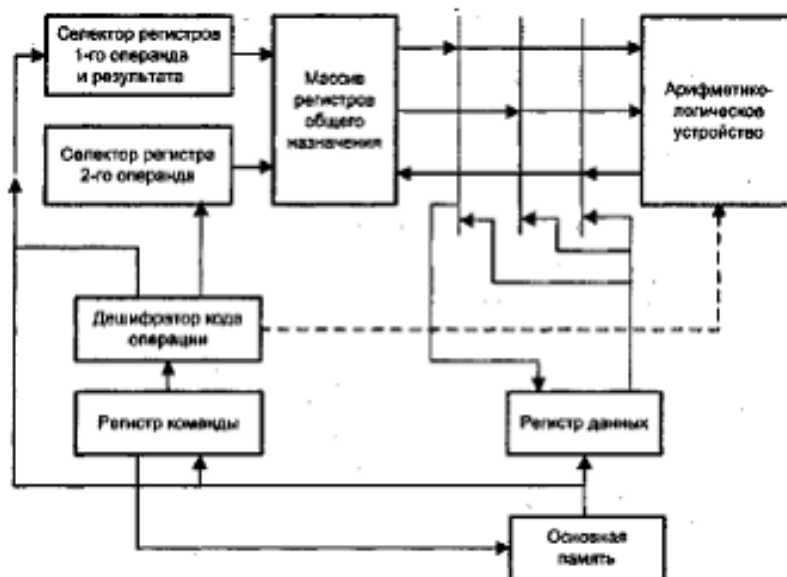 Селектор регистров
1-го операнда
и результата
Массив
регистров
общего
назначения
Арифметико-
логическое
устройство
Селектор регистра
2-го операнда
Дешифратор кода
операции
Регистр команды
Регистр данных
Основная
память